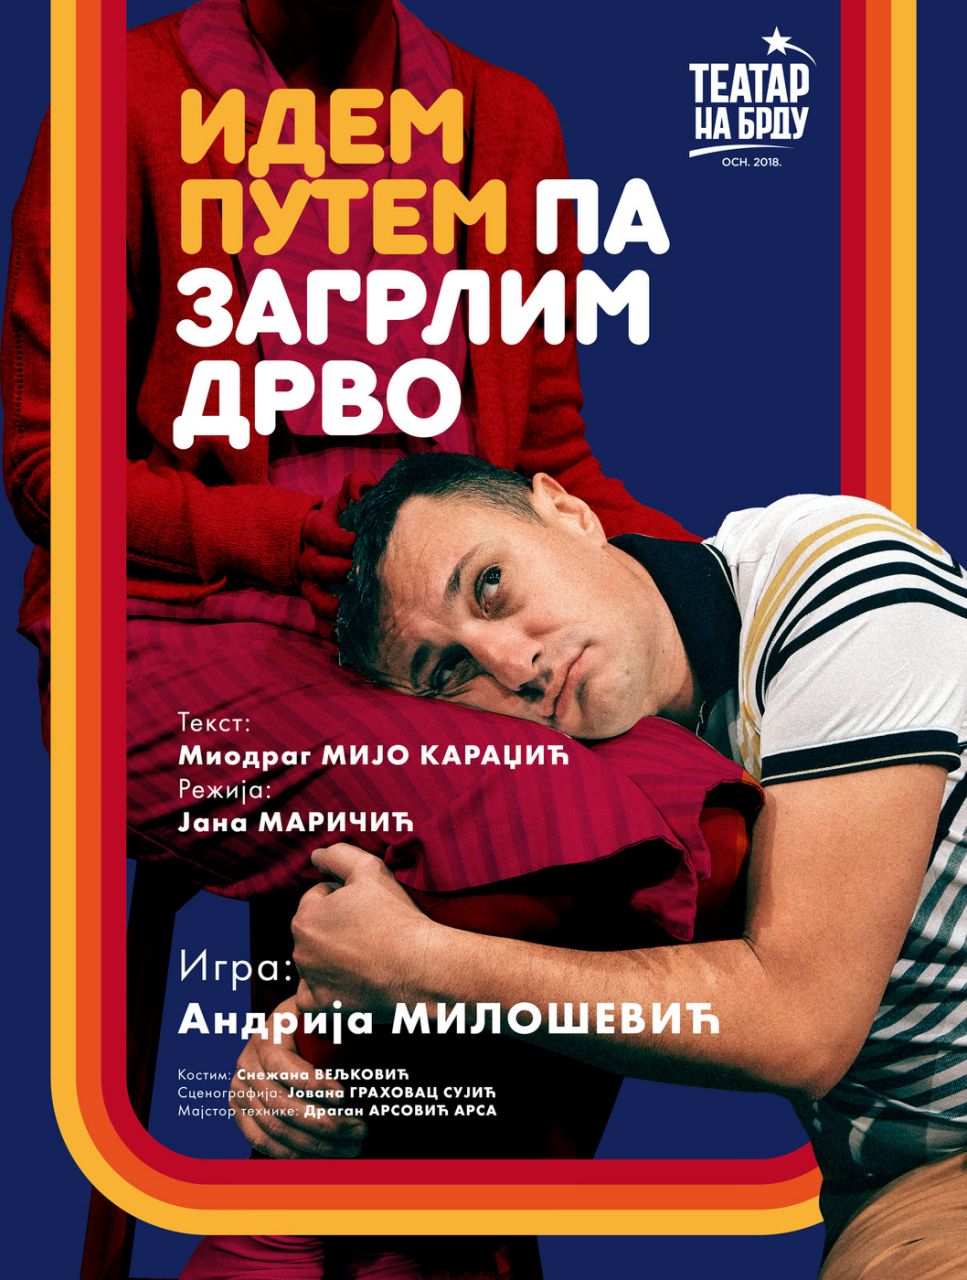 ТЕАТАР
НА БРДУ
ОСН. 2018.
ИДЕМ
ПУТЕМ ПА
ЗАГРЛИМ
ДРВО
Текст:
Миодраг МИЈО КАРАЏИЋ
Режија:
Јана МАРИЧИЋ
Игра:
Андрија МИЛОШЕВИЋ
Костим: Снежана ВЕЉКОВИЋ
Сценографија: Јована ГРАХОВАЦ СУЈИЋ
Мајстор технике: Драган АРСОВИЋ АРСА